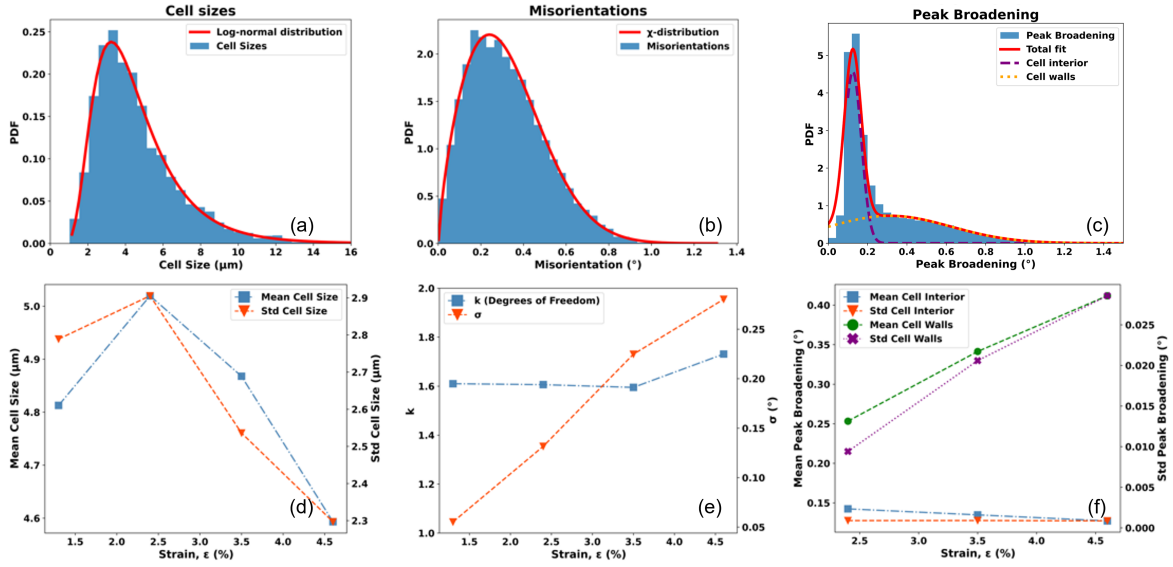 Cell sizes
Log-normal distribution
Cell Sizes
PDF
0.25
0.20
0.15
0.10
0.05
0.00
0 2 4 6 8 10 12 14 16
Cell Size (μm)
(a)
Misorientations
χ-distribution
Misorientations
PDF
2.0
1.5
1.0
0.5
0.0
0.0 0.2 0.4 0.6 0.8 1.0 1.2 1.4
Misorientation (°)
(b)
Peak Broadening
Peak Broadening
Total fit
Cell interior
Cell walls
PDF
5
4
3
2
1
0
0.0 0.2 0.4 0.6 0.8 1.0 1.2 1.4
Peak Broadening (°)
(c)
Mean Cell Size
Std Cell Size
Mean Cell Size (μm)
5.0
4.9
4.8
4.7
4.6
2.9
2.8
2.7
2.6
2.5
2.4
2.3
Std Cell Size (μm)
1.5 2.0 2.5 3.0 3.5 4.0 4.5
Strain, ε (%)
(d)
k (Degrees of Freedom)
σ
k
2.0
1.8
1.6
1.4
1.2
1.0
0.25
0.20
0.15
0.10
0.05
σ (°)
1.5 2.0 2.5 3.0 3.5 4.0 4.5
Strain, ε (%)
(e)
Mean Cell Interior
Std Cell Interior
Mean Cell Walls
Std Cell Walls
Mean Peak Broadening (°)
0.40
0.35
0.30
0.25
0.20
0.15
0.025
0.020
0.015
0.010
0.005
0.000
Std Peak Broadening (°)
2.5 3.0 3.5 4.0 4.5
Strain, ε (%)
(f)